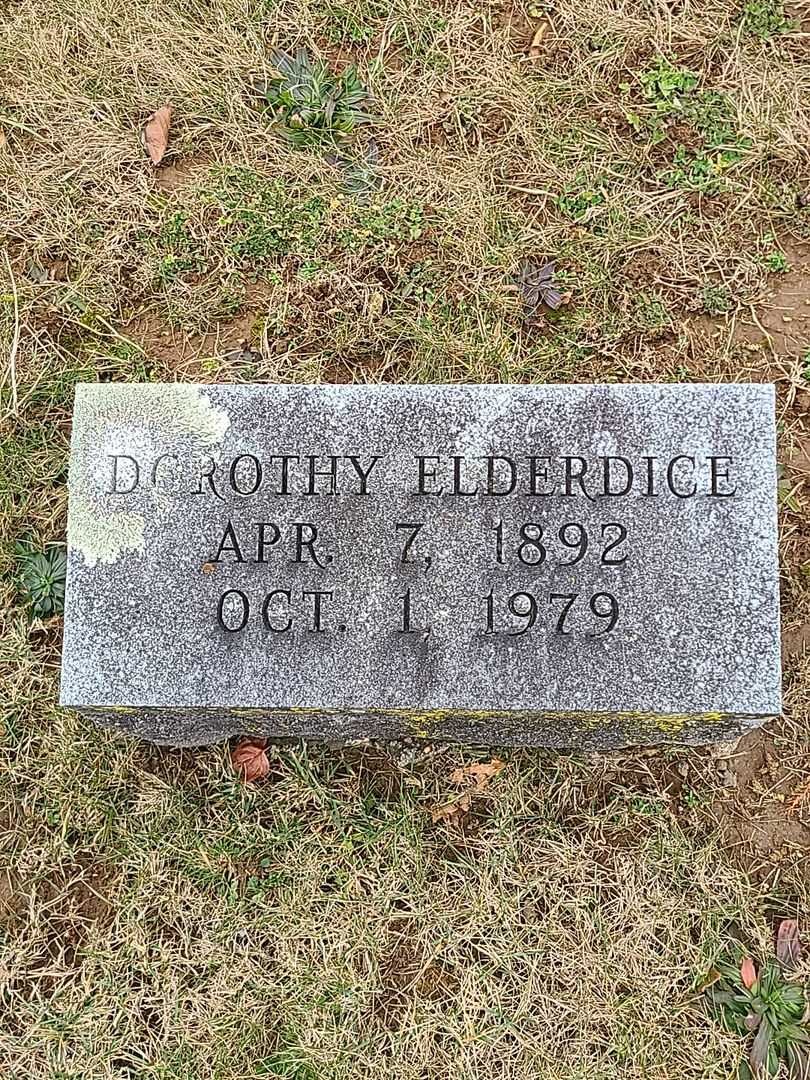 DOROTHY ELDERDICE
APR. 7, 1892
OCT. 1, 1979